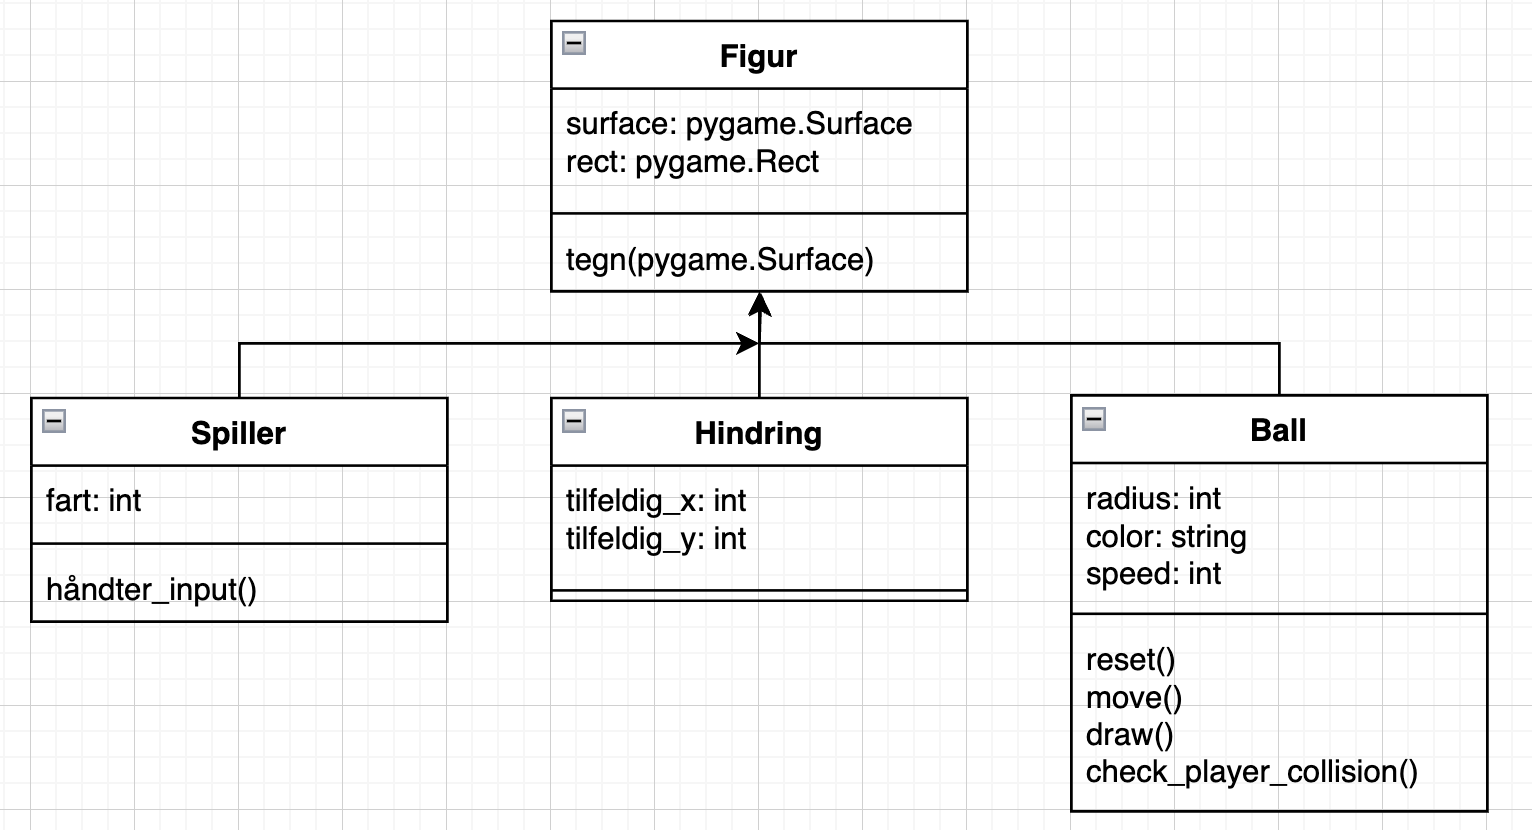 Figur
surface: pygame.Surface
rect: pygame.Rect
tegn(pygame.Surface)
Spiller
fart: int
håndter_input()
Hindring
tilfeldig_x: int
tilfeldig_y: int
Ball
radius: int
color: string
speed: int
reset()
move()
draw()
check_player_collision()